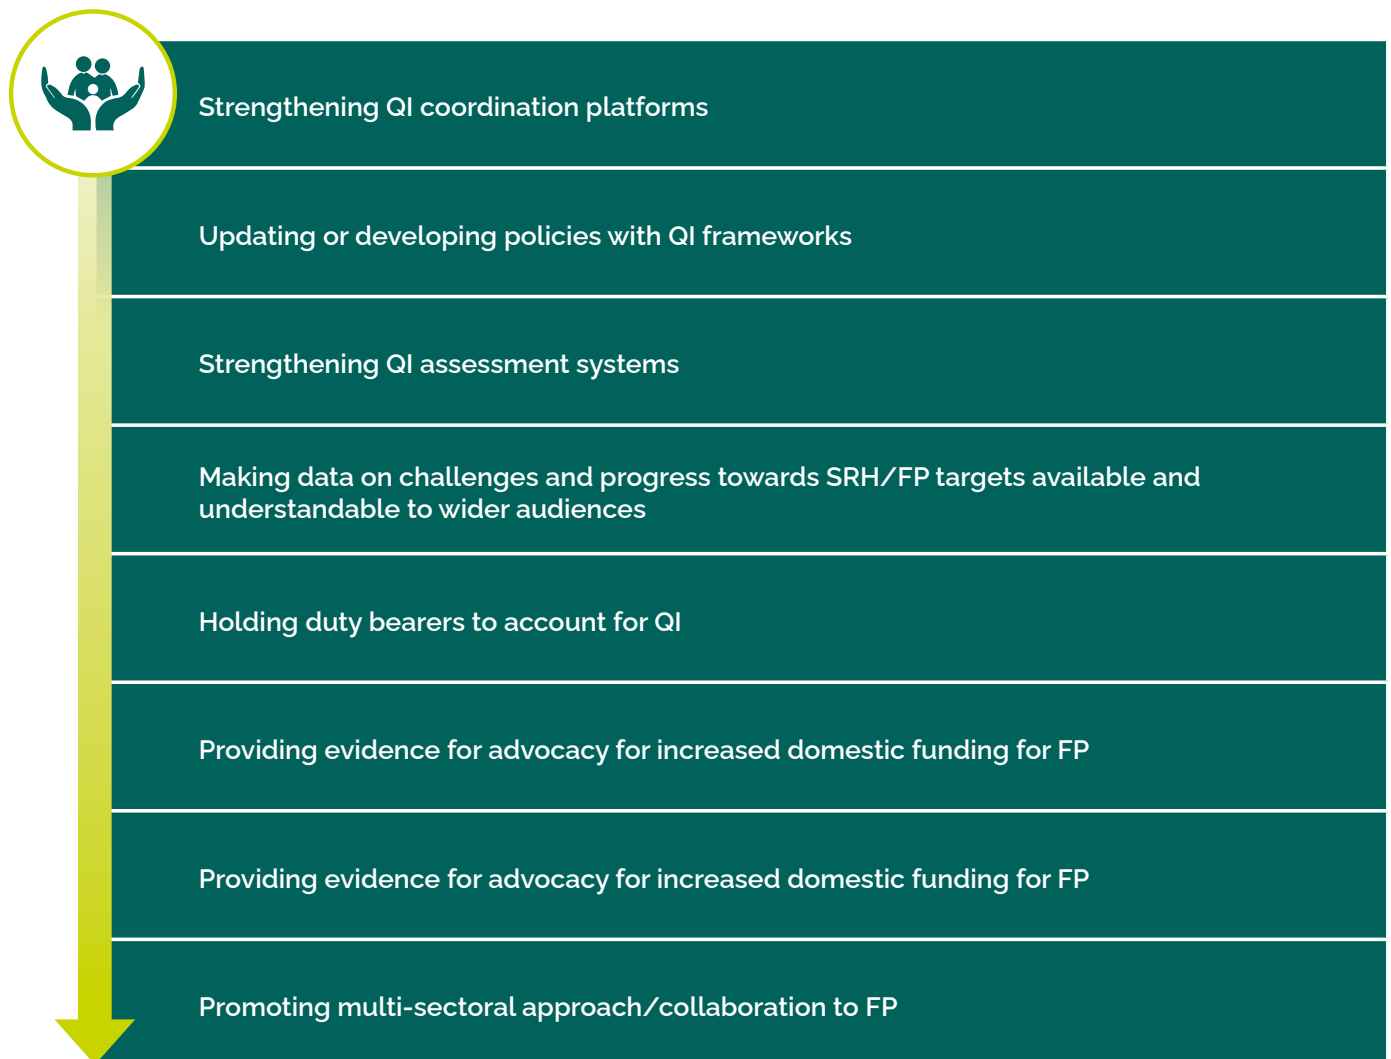 Strengthening QI coordination platforms
Updating or developing policies with QI frameworks
Strengthening QI assessment systems
Making data on challenges and progress towards SRH/FP targets available and
understandable to wider audiences
Holding duty bearers to account for QI
Providing evidence for advocacy for increased domestic funding for FP
Providing evidence for advocacy for increased domestic funding for FP
Promoting multi-sectoral approach/collaboration to FP